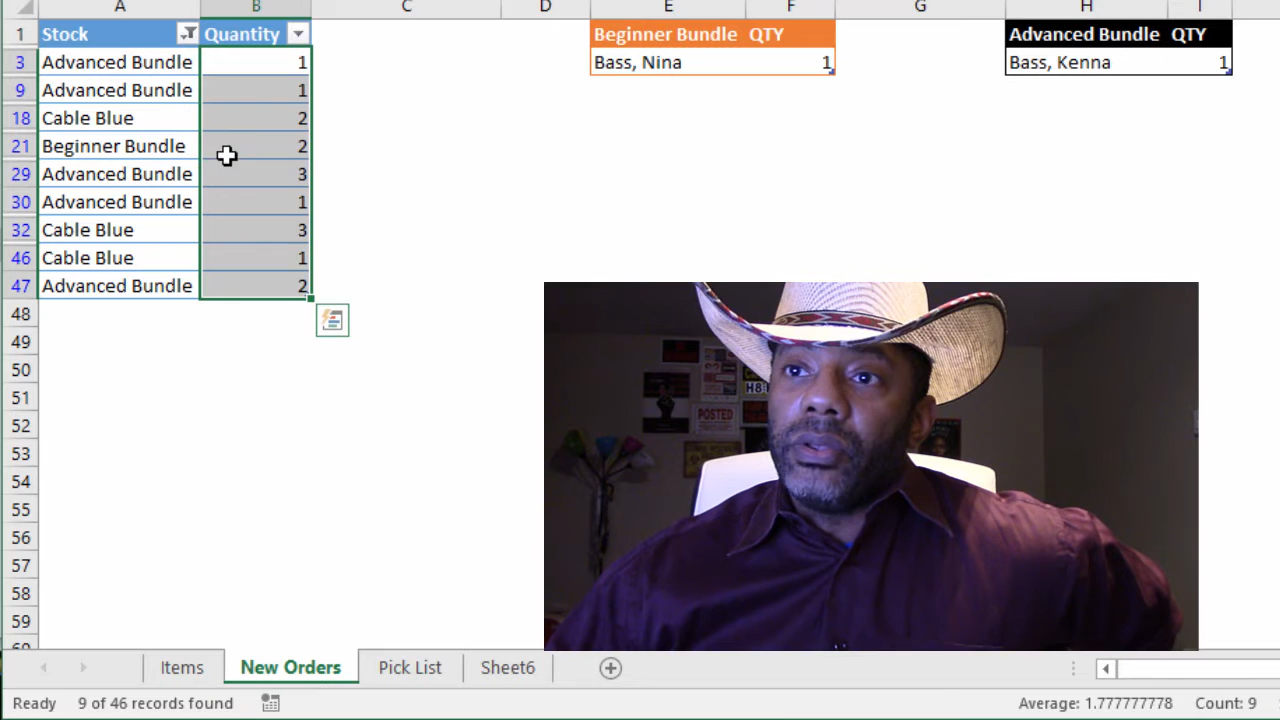 A B C D E F G H I
1 Stock Quantity Beginner Bundle QTY Advanced Bundle QTY
3 Advanced Bundle 1 Bass, Nina 1 Bass, Kenna 1
9 Advanced Bundle 1
18 Cable Blue 2
21 Beginner Bundle 2
29 Advanced Bundle 3
30 Advanced Bundle 1
32 Cable Blue 3
46 Cable Blue 1
47 Advanced Bundle 2
48
49
50
51
52
53
54
55
56
57
58
59
H8
POSTED
Items New Orders Pick List Sheet6
Ready 9 of 46 records found Average: 1.777777778 Count: 9